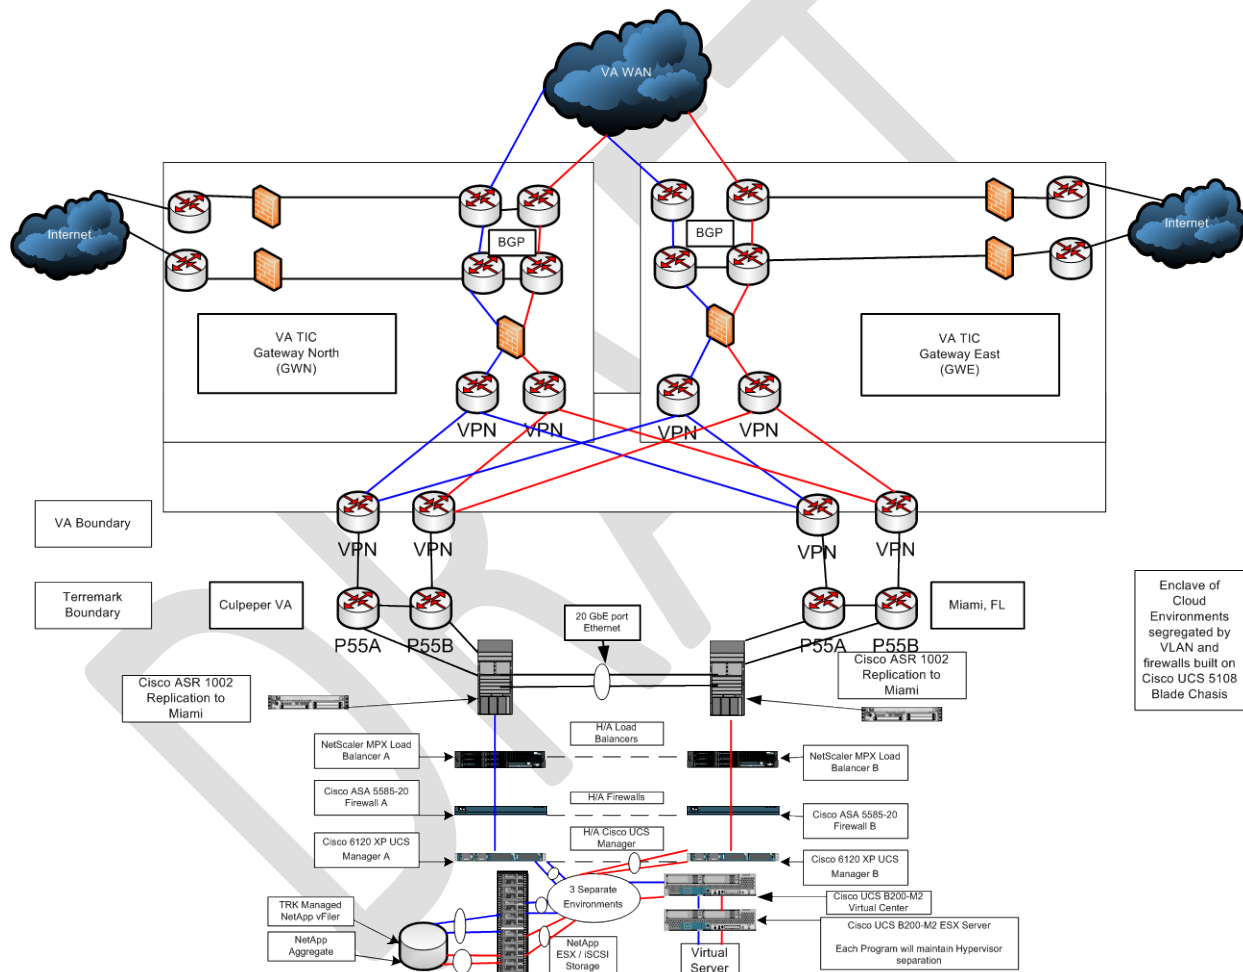 DRAFT
VA WAN
Internet
Internet
BGP
BGP
VA TIC
Gateway North
(GWN)
VA TIC
Gateway East
(GWE)
VPN
VPN
VPN
VPN
VA Boundary
VPN
VPN
VPN
VPN
Terremark
Boundary
Culpeper VA
Miami, FL
Enclave of
Cloud
Environments
segregated by
VLAN and
firewalls built on
Cisco UCS 5108
Blade Chasis
20 GbE port
Ethernet
P55A
P55B
P55A
P55B
Cisco ASR 1002
Replication to
Miami
Cisco ASR 1002
Replication to
Miami
H/A Load
Balancers
NetScaler MPX Load
Balancer A
NetScaler MPX Load
Balancer B
Cisco ASA 5585-20
Firewall A
H/A Firewalls
Cisco ASA 5585-20
Firewall B
H/A Cisco UCS
Manager
Cisco 6120 XP UCS
Manager A
Cisco 6120 XP UCS
Manager B
3 Separate
Environments
Cisco UCS B200-M2
Virtual Center
TRK Managed
NetApp vFiler
Cisco UCS B200-M2 ESX Server
Each Program will maintain Hypervisor
separation
NetApp
Aggregate
NetApp
ESX / iSCSI
Storage
Virtual
Server